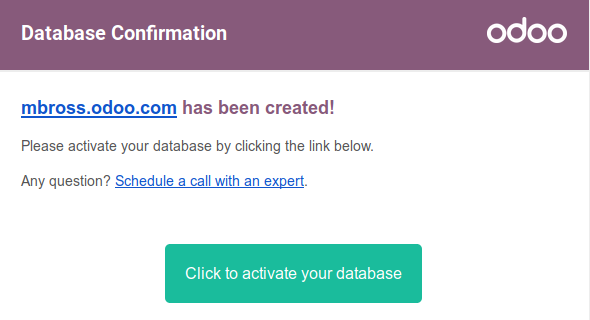 Database Confirmation
odoo
mbross.odoo.com has been created!
Please activate your database by clicking the link below.
Any question? Schedule a call with an expert.
Click to activate your database